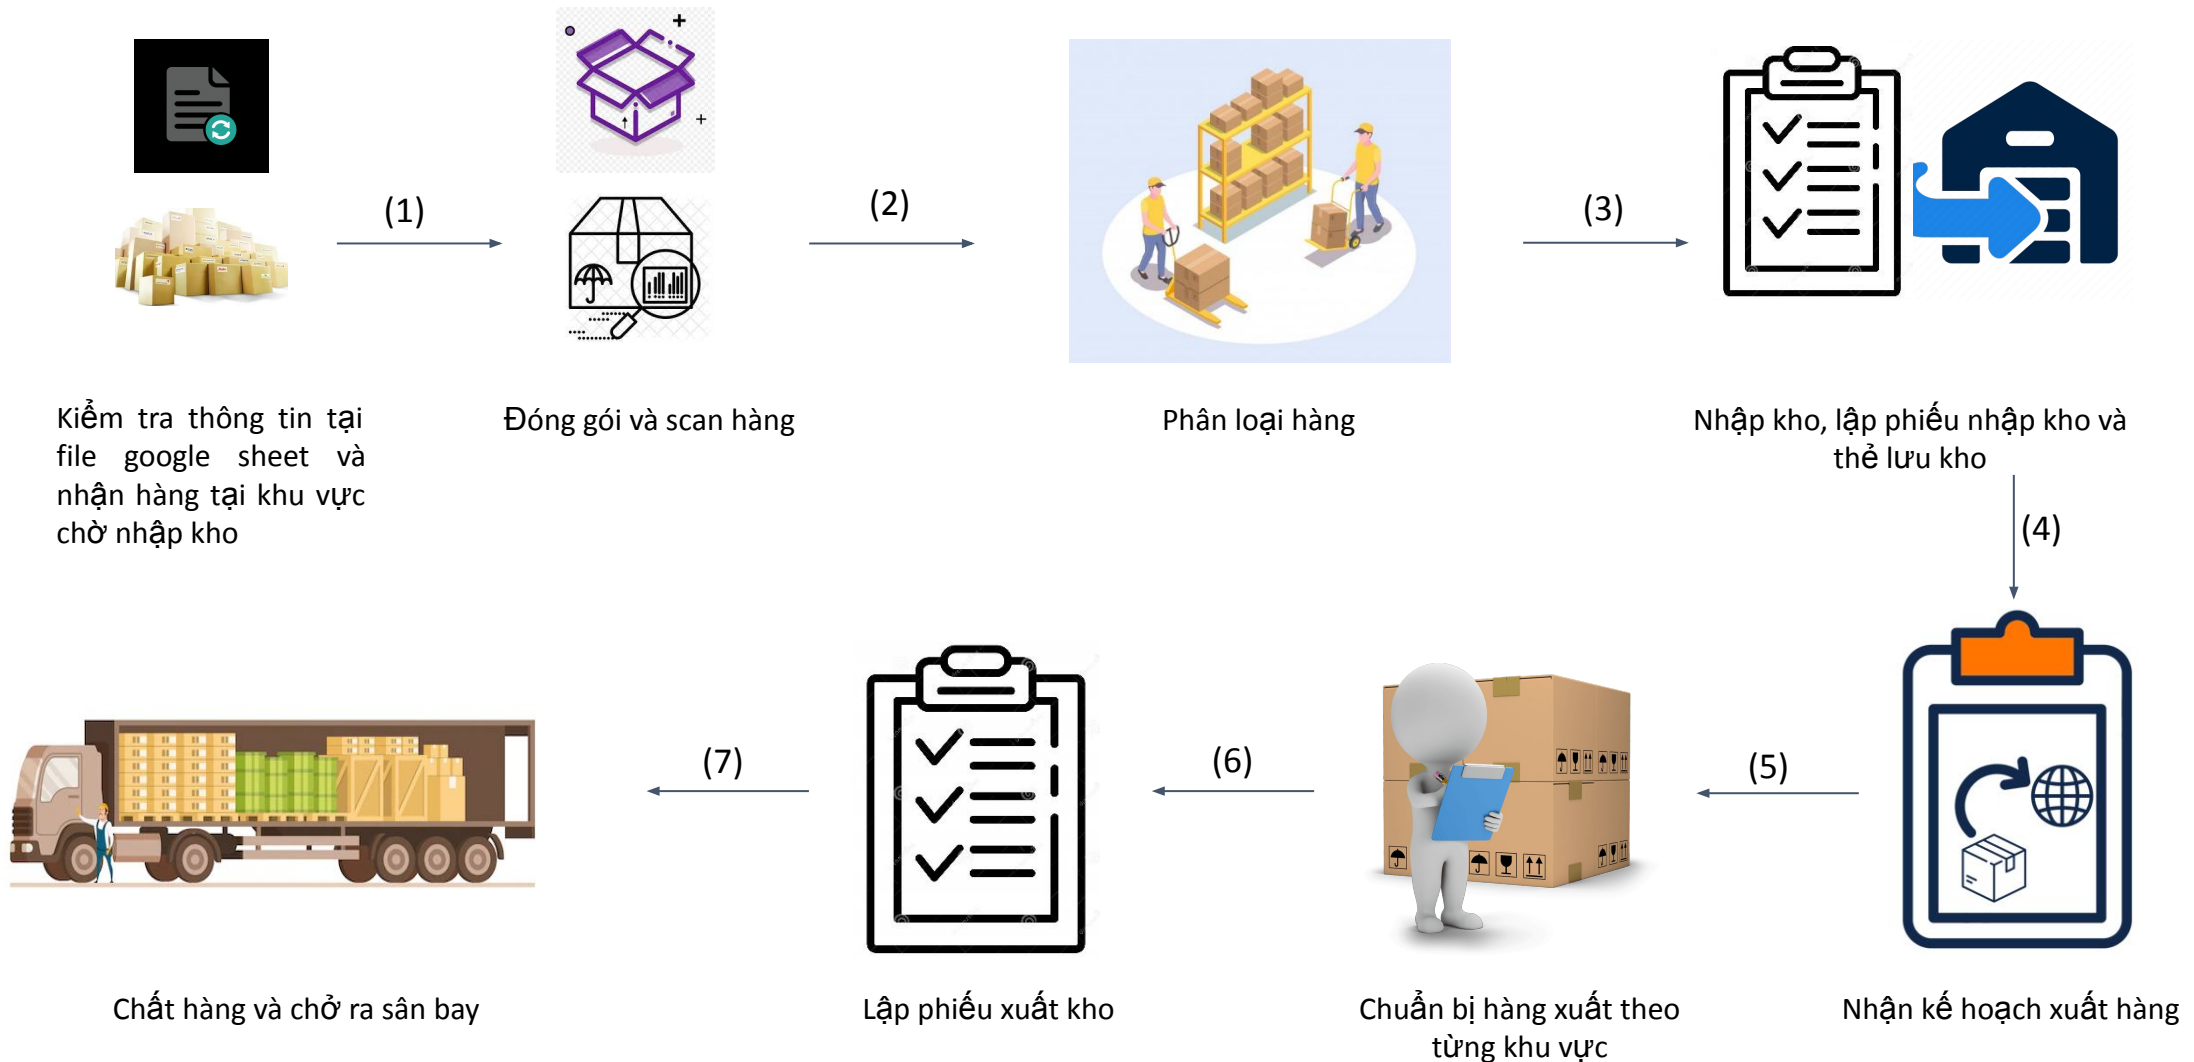 (1)
(2)
(3)
Kiểm tra thông tin tại
file google sheet và
nhận hàng tại khu vực
chờ nhập kho
Đóng gói và scan hàng
Phân loại hàng
Nhập kho, lập phiếu nhập kho và
thẻ lưu kho
(4)
(5)
(6)
(7)
Chất hàng và chở ra sân bay
Lập phiếu xuất kho
Chuẩn bị hàng xuất theo
từng khu vực
Nhận kế hoạch xuất hàng